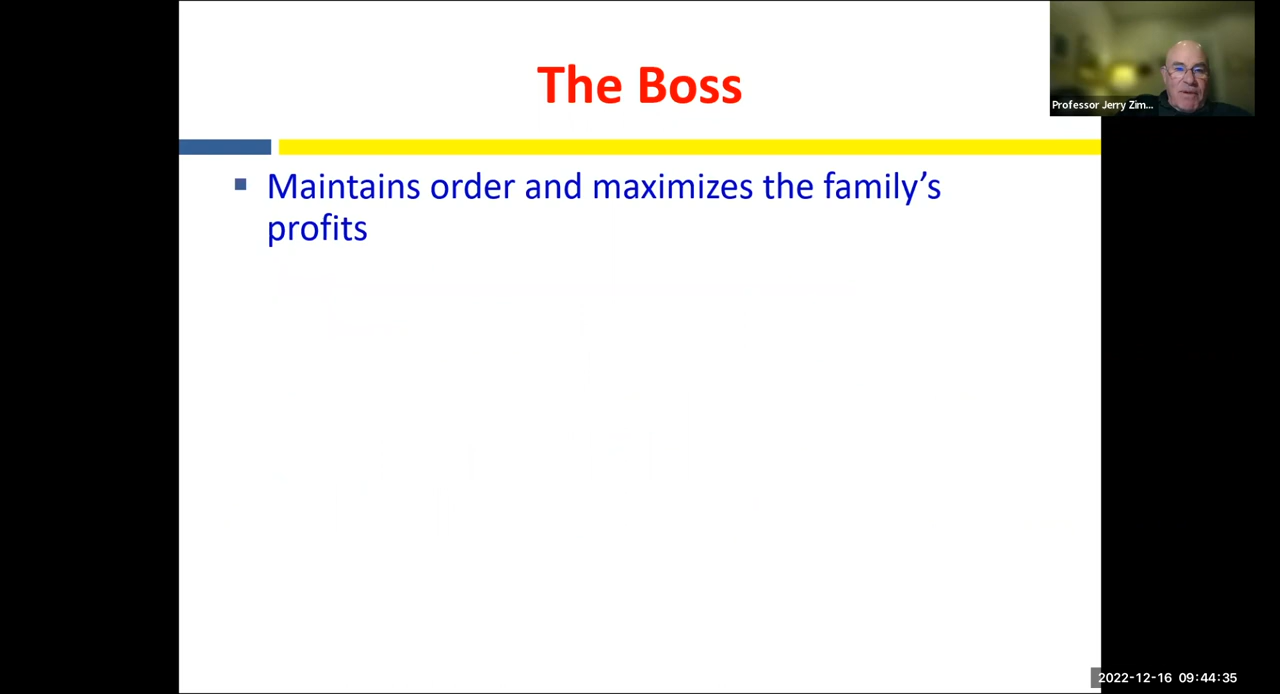 The Boss
Professor Jerry Zim...
Maintains order and maximizes the family’s
profits
2022-12-16 09:44:35